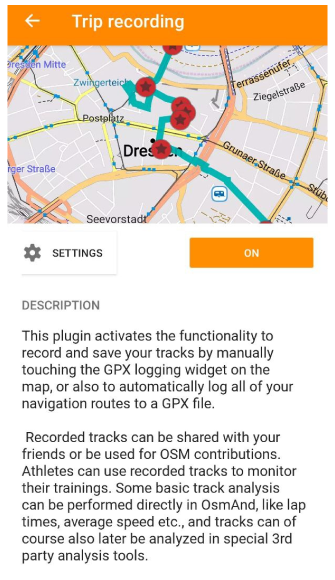 Trip recording
Dresden Mitte
Zwingerteich
Terrassenufer
Ziegelstraße
Postplatz
Grunaer Straße
rger Straße
Seevorstadt
SETTINGS
ON
DESCRIPTION
This plugin activates the functionality to
record and save your tracks by manually
touching the GPX logging widget on the
map, or also to automatically log all of your
navigation routes to a GPX file.
Recorded tracks can be shared with your
friends or be used for OSM contributions.
Athletes can use recorded tracks to monitor
their trainings. Some basic track analysis
can be performed directly in OsmAnd, like lap
times, average speed etc., and tracks can of
course also later be analyzed in special 3rd
party analysis tools.